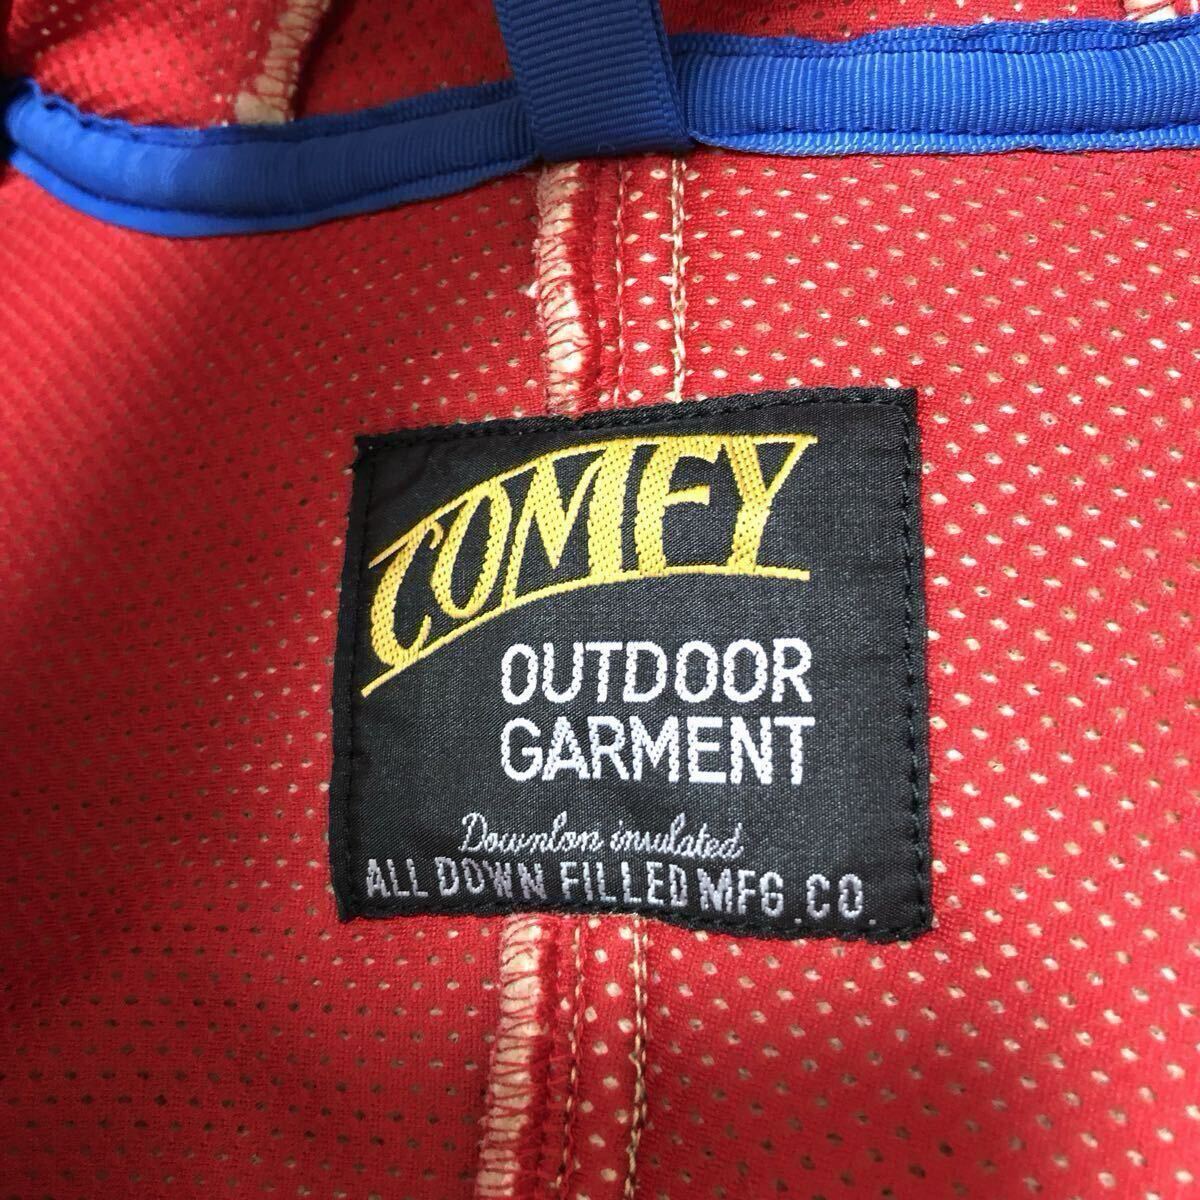 COMFY
OUTDOOR
GARMENT
Downlon insulated
ALL DOWN FILLED MFG.CO.